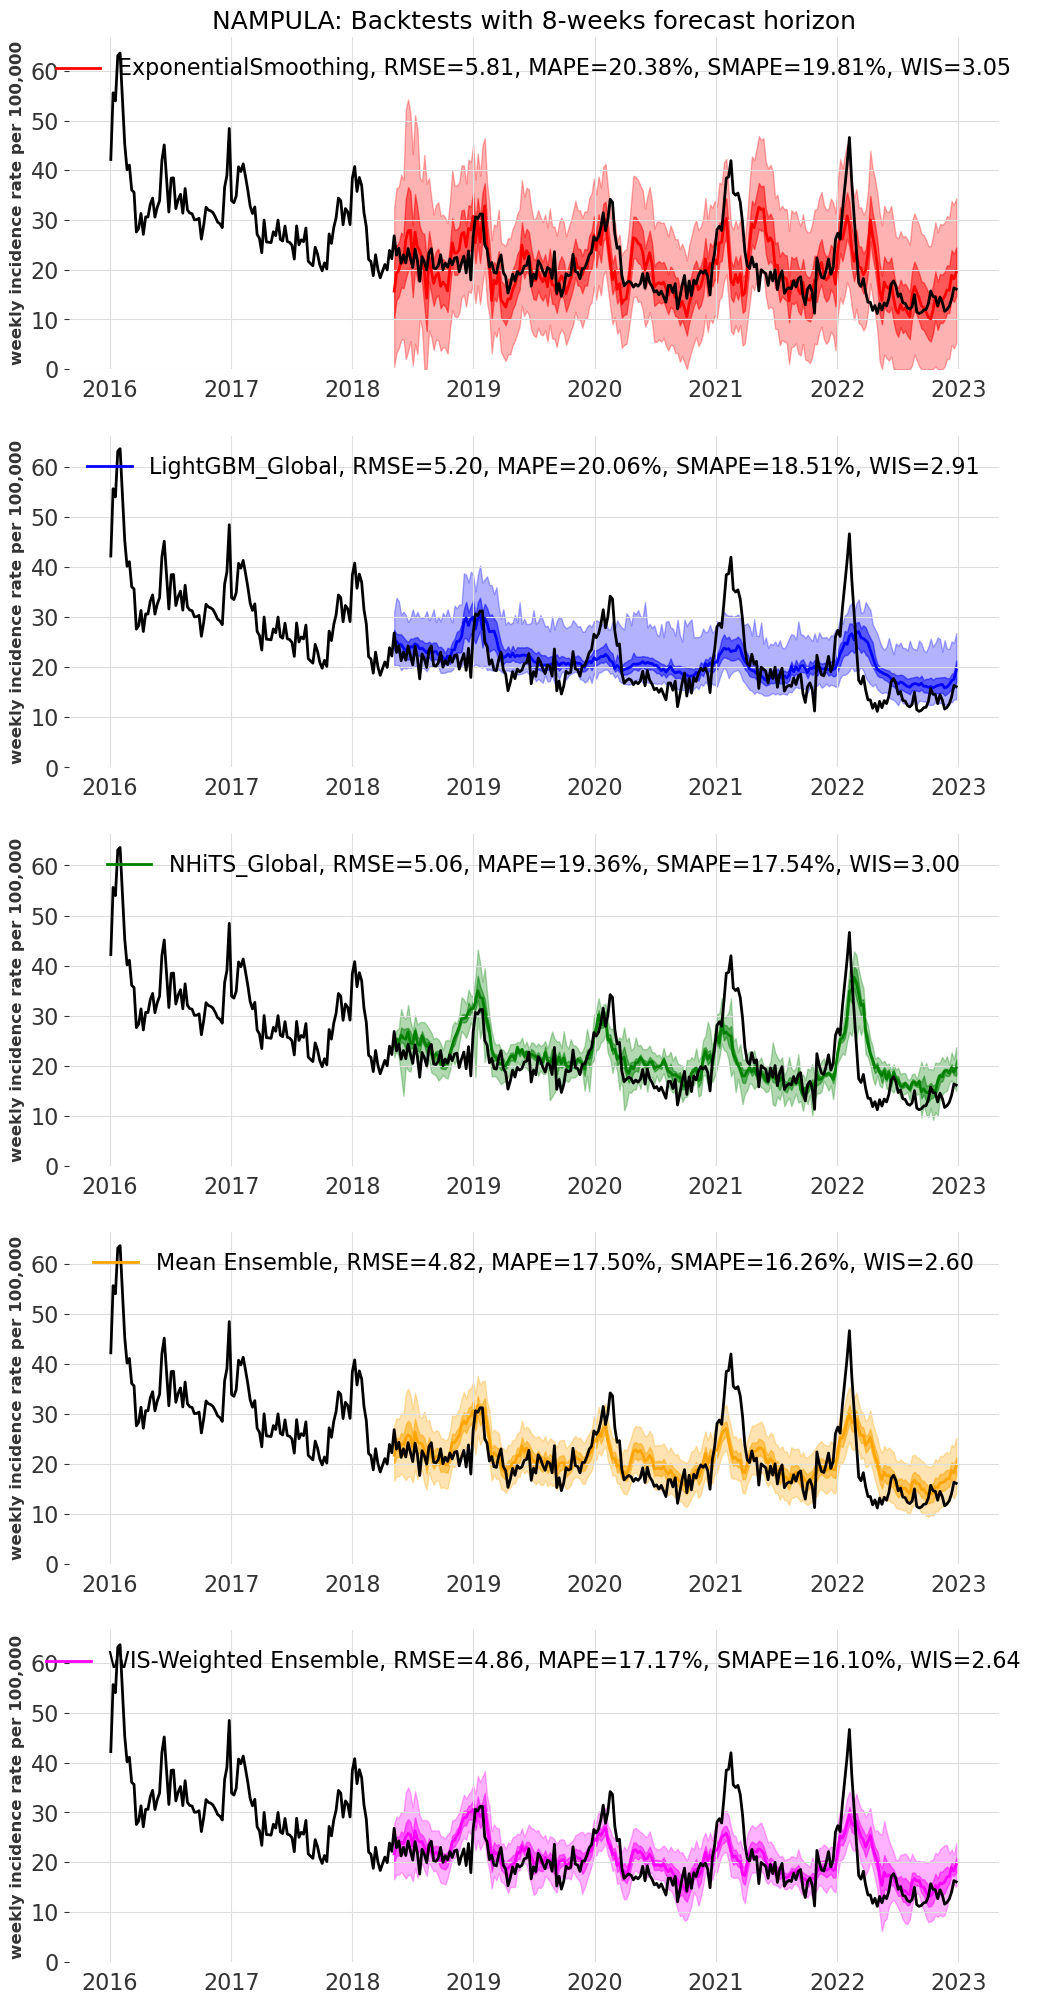 NAMPULA: Backtests with 8-weeks forecast horizon
ExponentialSmoothing, RMSE=5.81, MAPE=20.38%, SMAPE=19.81%, WIS=3.05
weekly incidence rate per 100,000
60
50
40
30
20
10
0
2016 2017 2018 2019 2020 2021 2022 2023
LightGBM_Global, RMSE=5.20, MAPE=20.06%, SMAPE=18.51%, WIS=2.91
weekly incidence rate per 100,000
60
50
40
30
20
10
0
2016 2017 2018 2019 2020 2021 2022 2023
NHiTS_Global, RMSE=5.06, MAPE=19.36%, SMAPE=17.54%, WIS=3.00
weekly incidence rate per 100,000
60
50
40
30
20
10
0
2016 2017 2018 2019 2020 2021 2022 2023
Mean Ensemble, RMSE=4.82, MAPE=17.50%, SMAPE=16.26%, WIS=2.60
weekly incidence rate per 100,000
60
50
40
30
20
10
0
2016 2017 2018 2019 2020 2021 2022 2023
WIS-Weighted Ensemble, RMSE=4.86, MAPE=17.17%, SMAPE=16.10%, WIS=2.64
weekly incidence rate per 100,000
60
50
40
30
20
10
0
2016 2017 2018 2019 2020 2021 2022 2023